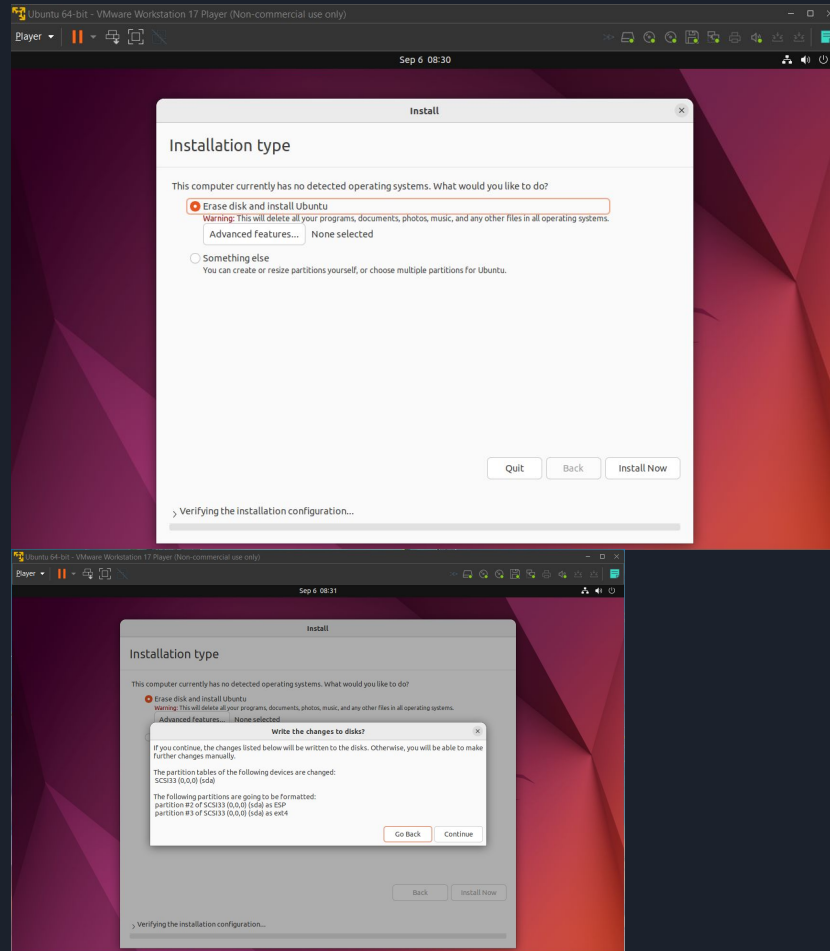 Ubuntu 64-bit - VMware Workstation 17 Player (Non-commercial use only)
Player
Sep 6 08:30
Install
Installation type
This computer currently has no detected operating systems. What would you like to do?
Erase disk and install Ubuntu
Warning: This will delete all your programs, documents, photos, music, and any other files in all operating systems.
Advanced features... None selected
Something else
You can create or resize partitions yourself, or choose multiple partitions for Ubuntu.
Quit Back Install Now
Verifying the installation configuration...
Ubuntu 64-bit - VMware Workstation 17 Player (Non-commercial use only)
Player
Sep 6 08:31
Install
Installation type
This computer currently has no detected operating systems. What would you like to do?
Erase disk and install Ubuntu
Warning: This will delete all your programs, documents, photos, music, and any other files in all operating systems.
Advanced features... None selected
Write the changes to disks?
If you continue, the changes listed below will be written to the disks. Otherwise, you will be able to make
further changes manually.
The partition tables of the following devices are changed:
SCSI33 (0,0,0) (sda)
The following partitions are going to be formatted:
partition #2 of SCSI33 (0,0,0) (sda) as ESP
partition #3 of SCSI33 (0,0,0) (sda) as ext4
Go Back Continue
Back Install Now
Verifying the installation configuration...